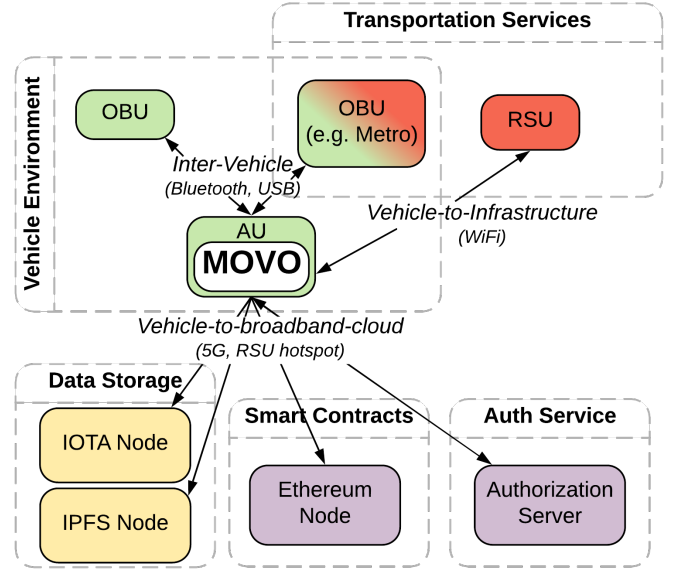 Transportation Services
Vehicle Environment
OBU
OBU
(e.g. Metro)
RSU
Inter-Vehicle
(Bluetooth, USB)
Vehicle-to-Infrastructure
(WiFi)
AU
MOVO
Vehicle-to-broadband-cloud
(5G, RSU hotspot)
Data Storage
IOTA Node
IPFS Node
Smart Contracts
Ethereum
Node
Auth Service
Authorization
Server